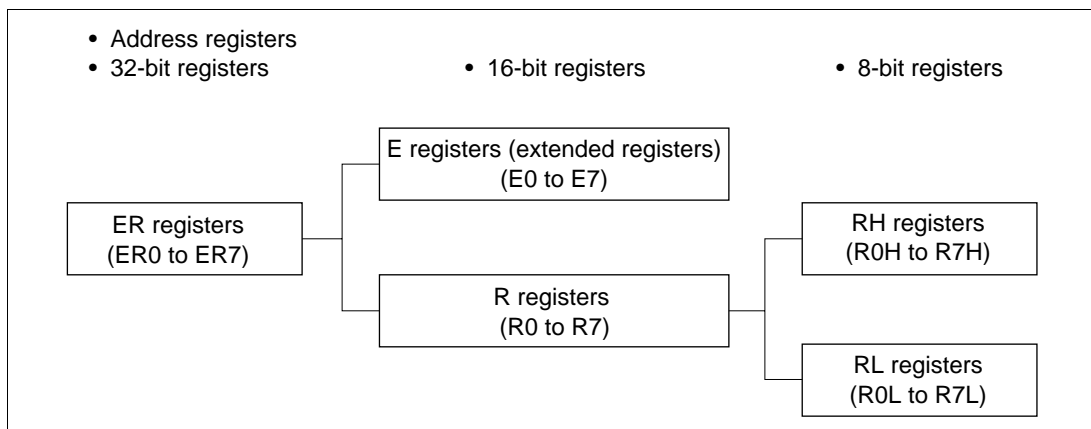 • Address registers
• 32-bit registers
• 16-bit registers
• 8-bit registers
E registers (extended registers)
(E0 to E7)
ER registers
(ER0 to ER7)
RH registers
(R0H to R7H)
R registers
(R0 to R7)
RL registers
(R0L to R7L)